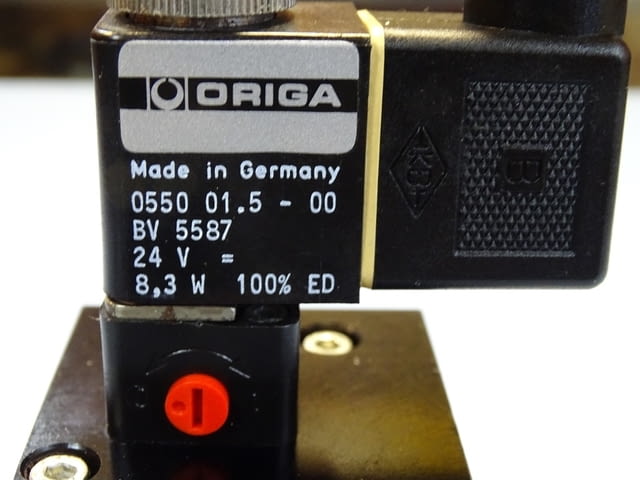 ORIGA
Made in Germany
0550 01.5 - 00
BV 5587
24 V =
8,3 W 100% ED
B